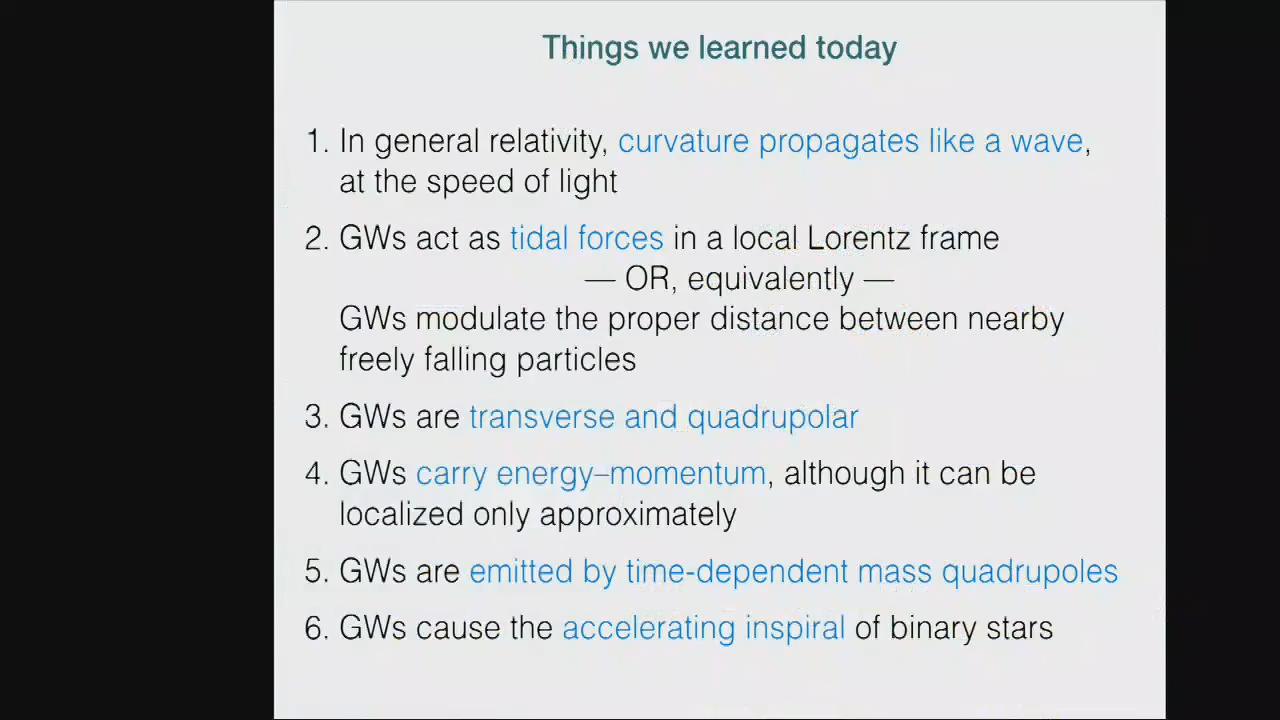 Things we learned today
1. In general relativity, curvature propagates like a wave,
at the speed of light
2. GWs act as tidal forces in a local Lorentz frame
— OR, equivalently —
GWs modulate the proper distance between nearby
freely falling particles
3. GWs are transverse and quadrupolar
4. GWs carry energy–momentum, although it can be
localized only approximately
5. GWs are emitted by time-dependent mass quadrupoles
6. GWs cause the accelerating inspiral of binary stars